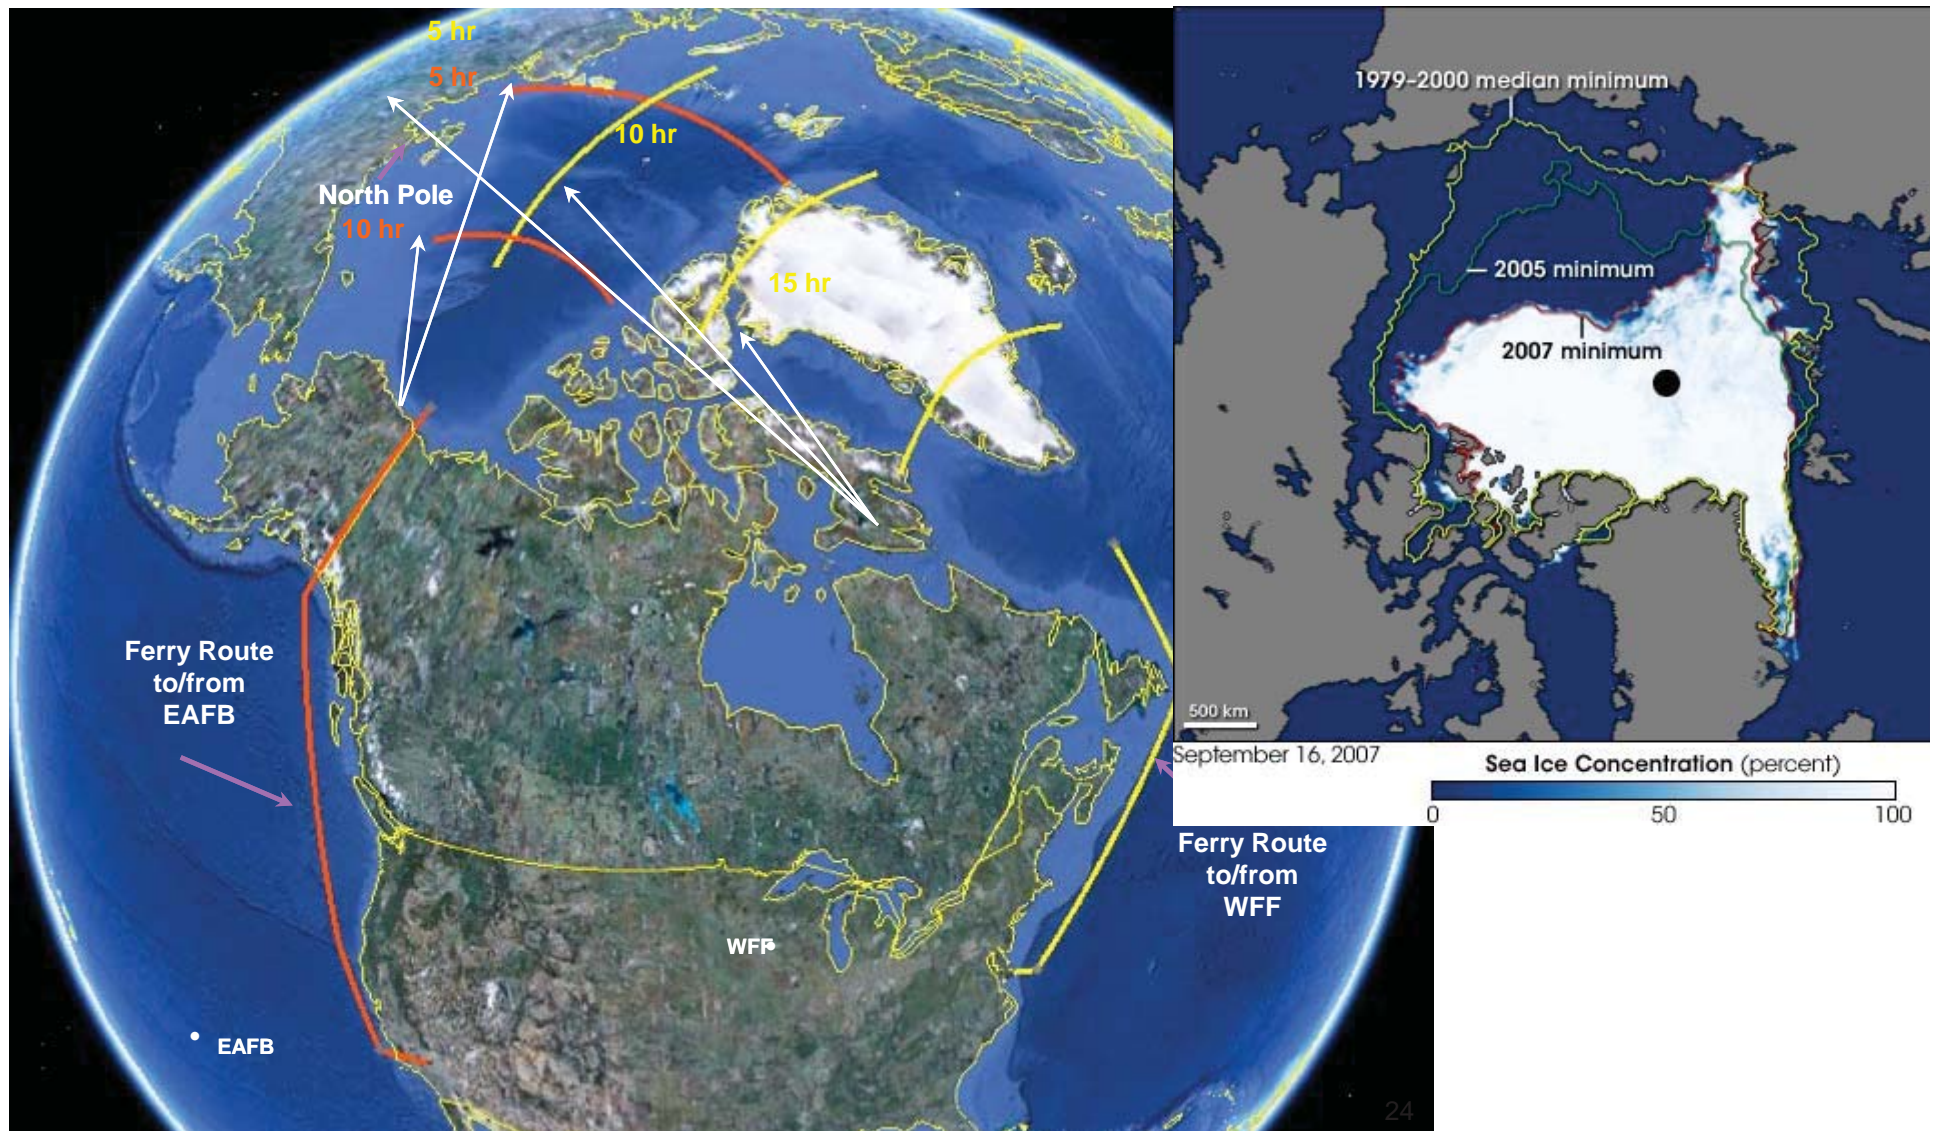 5 hr
5 hr
10 hr
North Pole
10 hr
15 hr
Ferry Route
to/from
EAFB
WFF
EAFB
Ferry Route
to/from
WFF
24
1979–2000 median minimum
2005 minimum
2007 minimum
500 km
September 16, 2007
Sea Ice Concentration (percent)
0
50
100